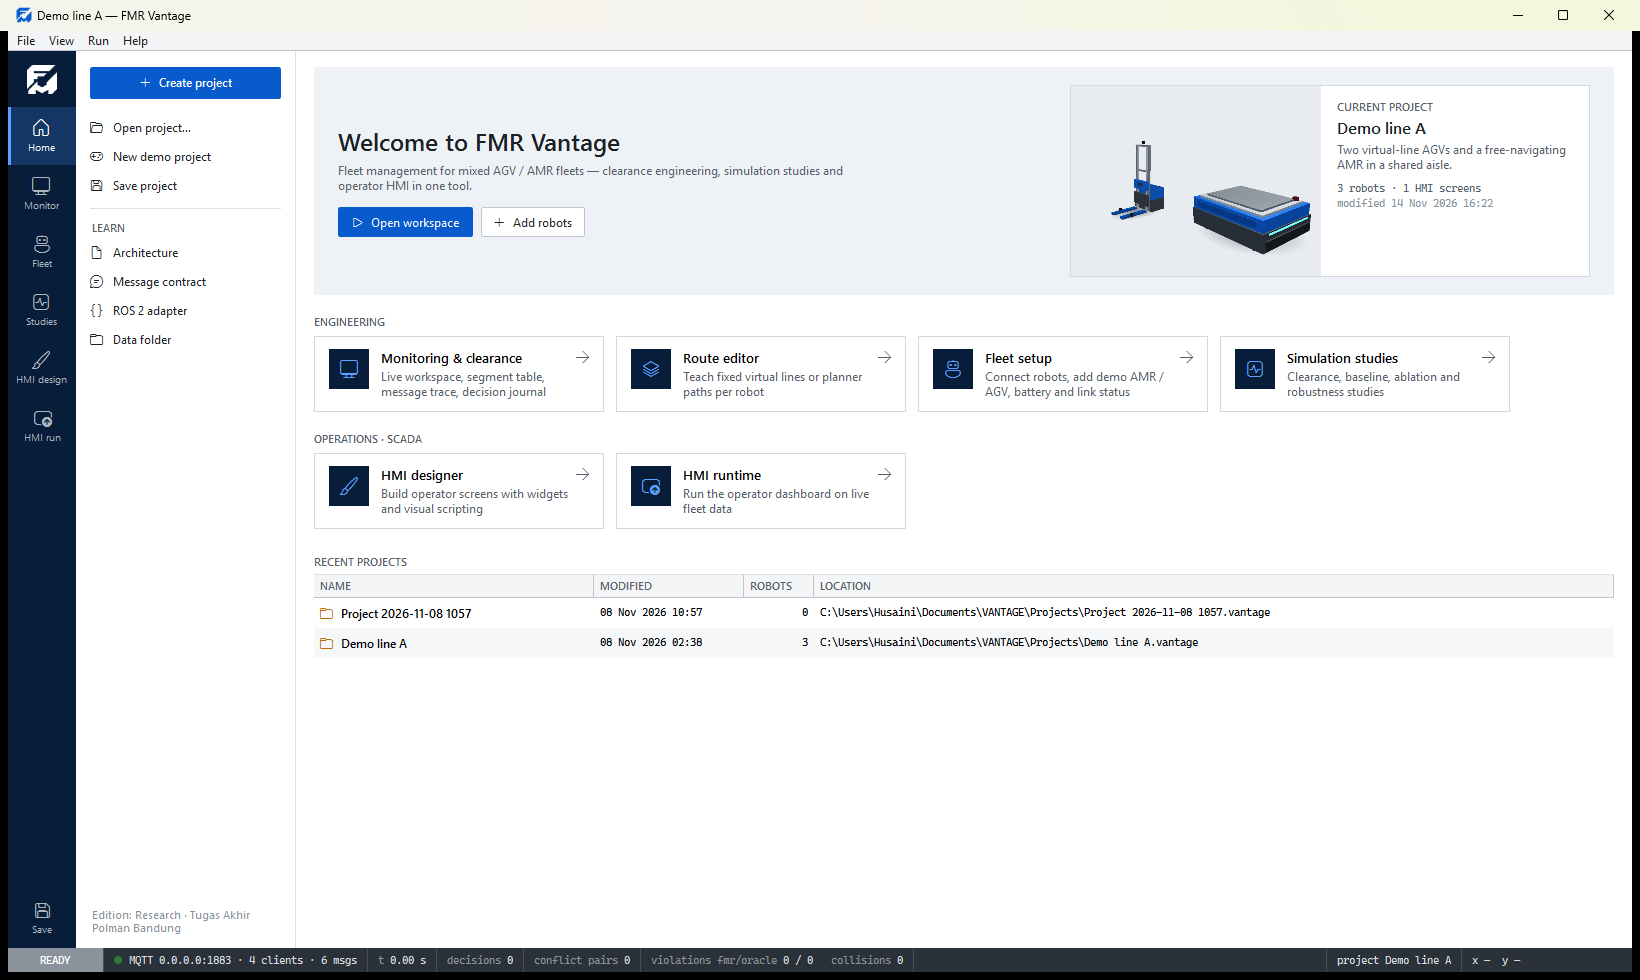 Demo line A — FMR Vantage
File View Run Help
Create project
Open project...
New demo project
Save project
LEARN
Architecture
Message contract
ROS 2 adapter
Data folder
Home
Monitor
Fleet
Studies
HMI design
HMI run
Save
Edition: Research · Tugas Akhir
Polman Bandung
Welcome to FMR Vantage
Fleet management for mixed AGV / AMR fleets — clearance engineering, simulation studies and
operator HMI in one tool.
Open workspace
Add robots
CURRENT PROJECT
Demo line A
Two virtual-line AGVs and a free-navigating
AMR in a shared aisle.
3 robots · 1 HMI screens
modified 14 Nov 2026 16:22
ENGINEERING
Monitoring & clearance
Live workspace, segment table,
message trace, decision journal
Route editor
Teach fixed virtual lines or planner
paths per robot
Fleet setup
Connect robots, add demo AMR /
AGV, battery and link status
Simulation studies
Clearance, baseline, ablation and
robustness studies
OPERATIONS · SCADA
HMI designer
Build operator screens with widgets
and visual scripting
HMI runtime
Run the operator dashboard on live
fleet data
RECENT PROJECTS
NAME MODIFIED ROBOTS LOCATION
Project 2026-11-08 1057 08 Nov 2026 10:57 0 C:\Users\Husaini\Documents\VANTAGE\Projects\Project 2026-11-08 1057.vantage
Demo line A 08 Nov 2026 02:38 3 C:\Users\Husaini\Documents\VANTAGE\Projects\Demo line A.vantage
READY MQTT 0.0.0.0:1883 · 4 clients · 6 msgs t 0.00 s decisions 0 conflict pairs 0 violations fmr/oracle 0 / 0 collisions 0 project Demo line A x — y —